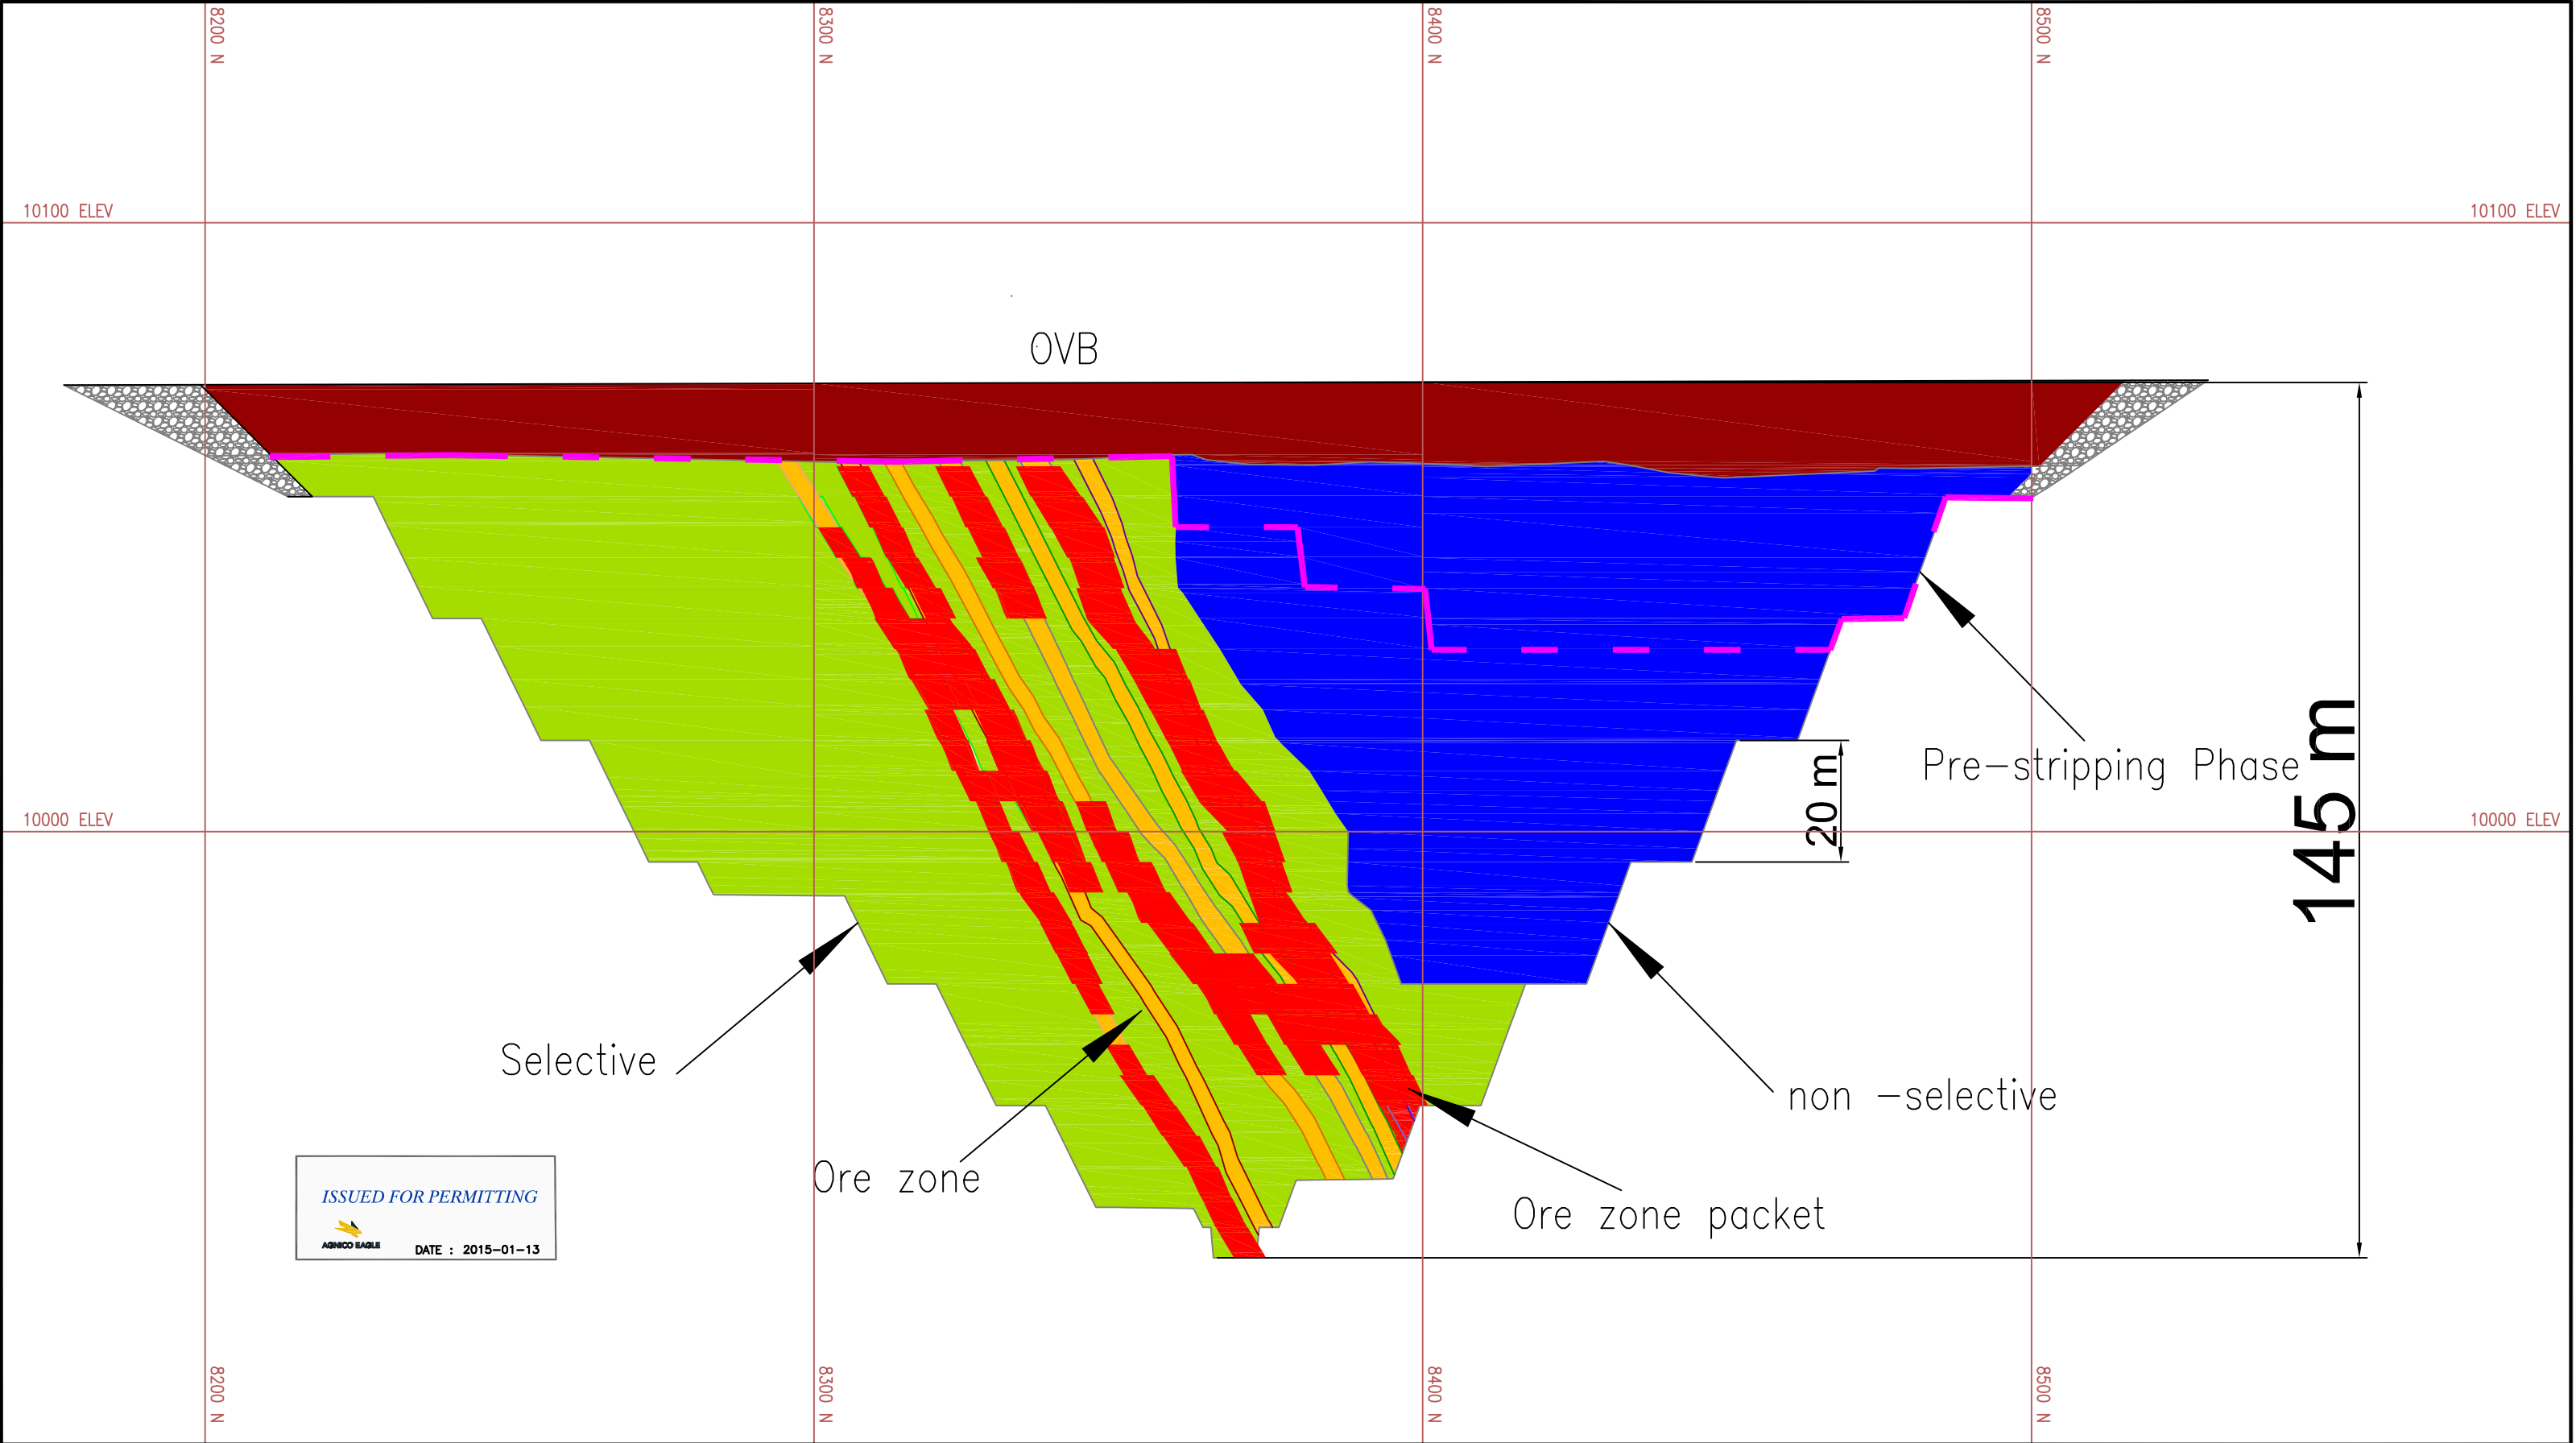 8200 N
8300 N
8400 N
8500 N
10100 ELEV
10100 ELEV
OVB
Pre-stripping Phase
20 m
145 m
10000 ELEV
10000 ELEV
Selective
non -selective
Ore zone
Ore zone packet
ISSUED FOR PERMITTING
AGNICO EAGLE
DATE : 2015-01-13
8200 N
8300 N
8400 N
8500 N